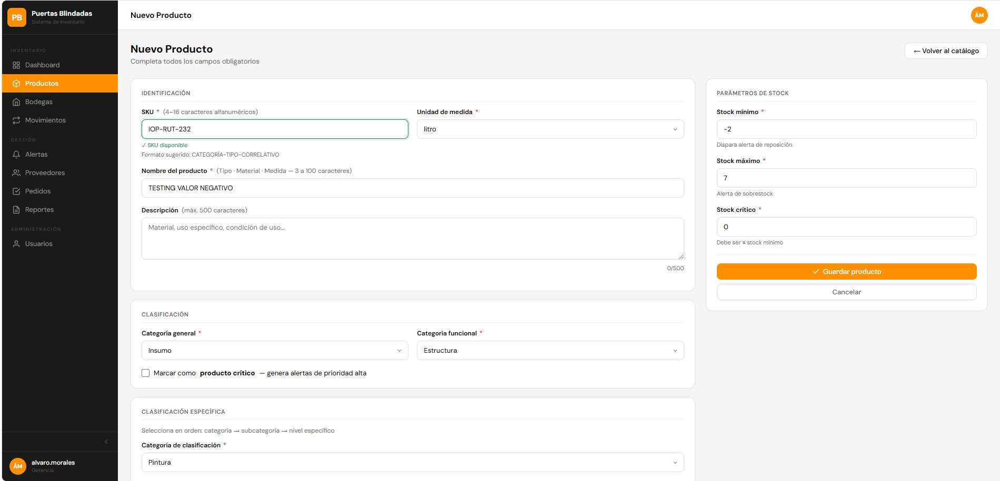 PB
Puertas Blindadas
Sistema de Inventario
INVENTARIO
Dashboard
Productos
Bodegas
Movimientos
GESTIÓN
Alertas
Proveedores
Pedidos
Reportes
ADMINISTRACIÓN
Usuarios
ÁM
alvaro.morales
Gerencia
Nuevo Producto
ÁM
Nuevo Producto
Completa todos los campos obligatorios
← Volver al catálogo
IDENTIFICACIÓN
SKU * (4–16 caracteres alfanuméricos)
IOP-RUT-232
✓ SKU disponible
Formato sugerido: CATEGORÍA-TIPO-CORRELATIVO
Unidad de medida *
litro
Nombre del producto * (Tipo · Material · Medida — 3 a 100 caracteres)
TESTING VALOR NEGATIVO
Descripción (máx. 500 caracteres)
Material, uso específico, condición de uso...
0/500
CLASIFICACIÓN
Categoría general *
Insumo
Categoría funcional *
Estructura
Marcar como producto crítico — genera alertas de prioridad alta
CLASIFICACIÓN ESPECÍFICA
Selecciona en orden: categoría → subcategoría → nivel específico
Categoría de clasificación *
Pintura
PARÁMETROS DE STOCK
Stock mínimo *
-2
Dispara alerta de reposición
Stock máximo *
7
Alerta de sobrestock
Stock crítico *
0
Debe ser ≤ stock mínimo
✓ Guardar producto
Cancelar